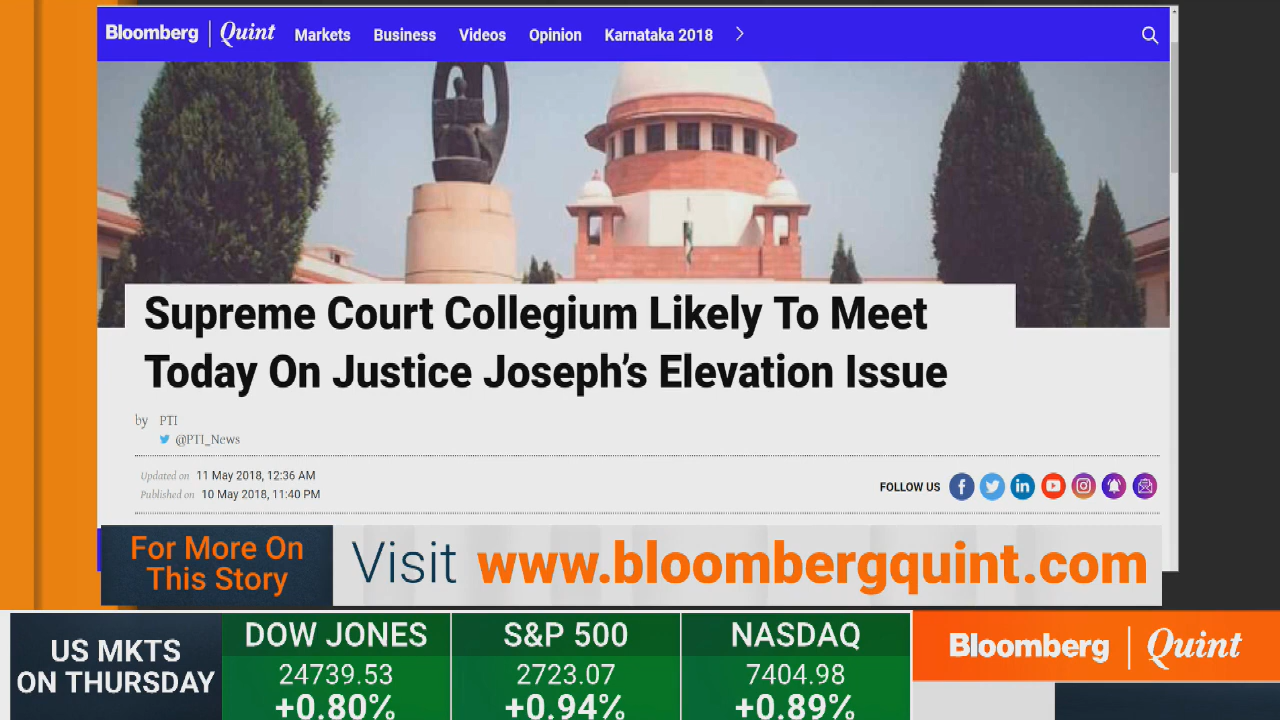 Bloomberg | Quint Markets Business Videos Opinion Karnataka 2018
Supreme Court Collegium Likely To Meet
Today On Justice Joseph's Elevation Issue
by PTI
@PTI_News
Updated on 11 May 2018, 12:36 AM
Published on 10 May 2018, 11:40 PM
FOLLOW US
For More On
This Story
Visit www.bloombergquint.com
US MKTS
ON THURSDAY
DOW JONES
24739.53
+0.80%
S&P 500
2723.07
+0.94%
NASDAQ
7404.98
+0.89%
Bloomberg | Quint